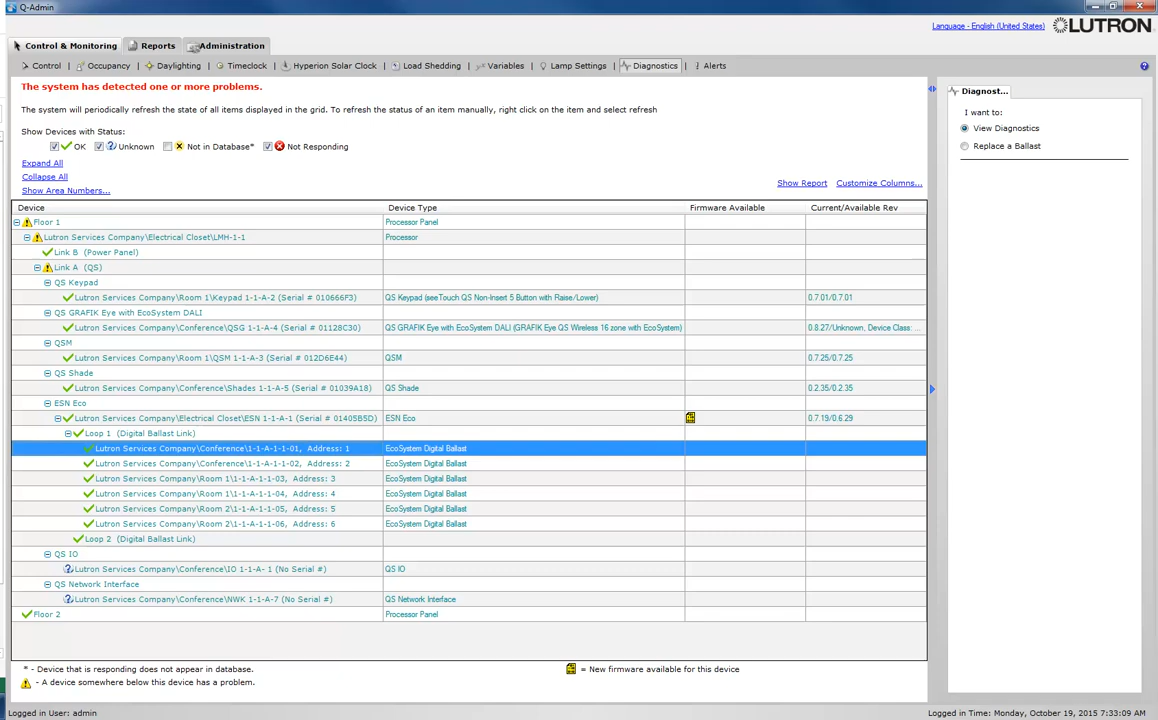 Q-Admin
Language - English (United States) LUTRON
Control & Monitoring Reports Administration
Control | Occupancy | Daylighting | Timeclock | Hyperion Solar Clock | Load Shedding | Variables | Lamp Settings | Diagnostics | Alerts
The system has detected one or more problems.
The system will periodically refresh the state of all items displayed in the grid. To refresh the status of an item manually, right click on the item and select refresh
Show Devices with Status:
OK Unknown Not in Database* Not Responding
Expand All
Collapse All
Show Area Numbers...
Show Report Customize Columns...
Device Device Type Firmware Available Current/Available Rev
Floor 1 Processor Panel
Lutron Services Company\Electrical Closet\LMH-1-1 Processor
Link B (Power Panel)
Link A (QS)
QS Keypad
Lutron Services Company\Room 1\Keypad 1-1-A-2 (Serial # 010666F3) QS Keypad (seeTouch QS Non-Insert 5 Button with Raise/Lower) 0.7.01/0.7.01
QS GRAFIK Eye with EcoSystem DALI
Lutron Services Company\Conference\QSG 1-1-A-4 (Serial # 01128C30) QS GRAFIK Eye with EcoSystem DALI (GRAFIK Eye QS Wireless 16 zone with EcoSystem) 0.8.27/Unknown, Device Class: ...
QSM
Lutron Services Company\Room 1\QSM 1-1-A-3 (Serial # 012D6E44) QSM 0.7.25/0.7.25
QS Shade
Lutron Services Company\Conference\Shades 1-1-A-5 (Serial # 01039A18) QS Shade 0.2.35/0.2.35
ESN Eco
Lutron Services Company\Electrical Closet\ESN 1-1-A-1 (Serial # 01405B5D) ESN Eco 0.7.19/0.6.29
Loop 1 (Digital Ballast Link)
Lutron Services Company\Conference\1-1-A-1-1-01, Address: 1 EcoSystem Digital Ballast
Lutron Services Company\Conference\1-1-A-1-1-02, Address: 2 EcoSystem Digital Ballast
Lutron Services Company\Room 1\1-1-A-1-1-03, Address: 3 EcoSystem Digital Ballast
Lutron Services Company\Room 1\1-1-A-1-1-04, Address: 4 EcoSystem Digital Ballast
Lutron Services Company\Room 2\1-1-A-1-1-05, Address: 5 EcoSystem Digital Ballast
Lutron Services Company\Room 2\1-1-A-1-1-06, Address: 6 EcoSystem Digital Ballast
Loop 2 (Digital Ballast Link)
QS IO
Lutron Services Company\Conference\IO 1-1-A- 1 (No Serial #) QS IO
QS Network Interface
Lutron Services Company\Conference\NWK 1-1-A-7 (No Serial #) QS Network Interface
Floor 2 Processor Panel
* - Device that is responding does not appear in database.
- A device somewhere below this device has a problem.
= New firmware available for this device
Diagnost...
I want to:
View Diagnostics
Replace a Ballast
Logged in User: admin
Logged in Time: Monday, October 19, 2015 7:33:09 AM